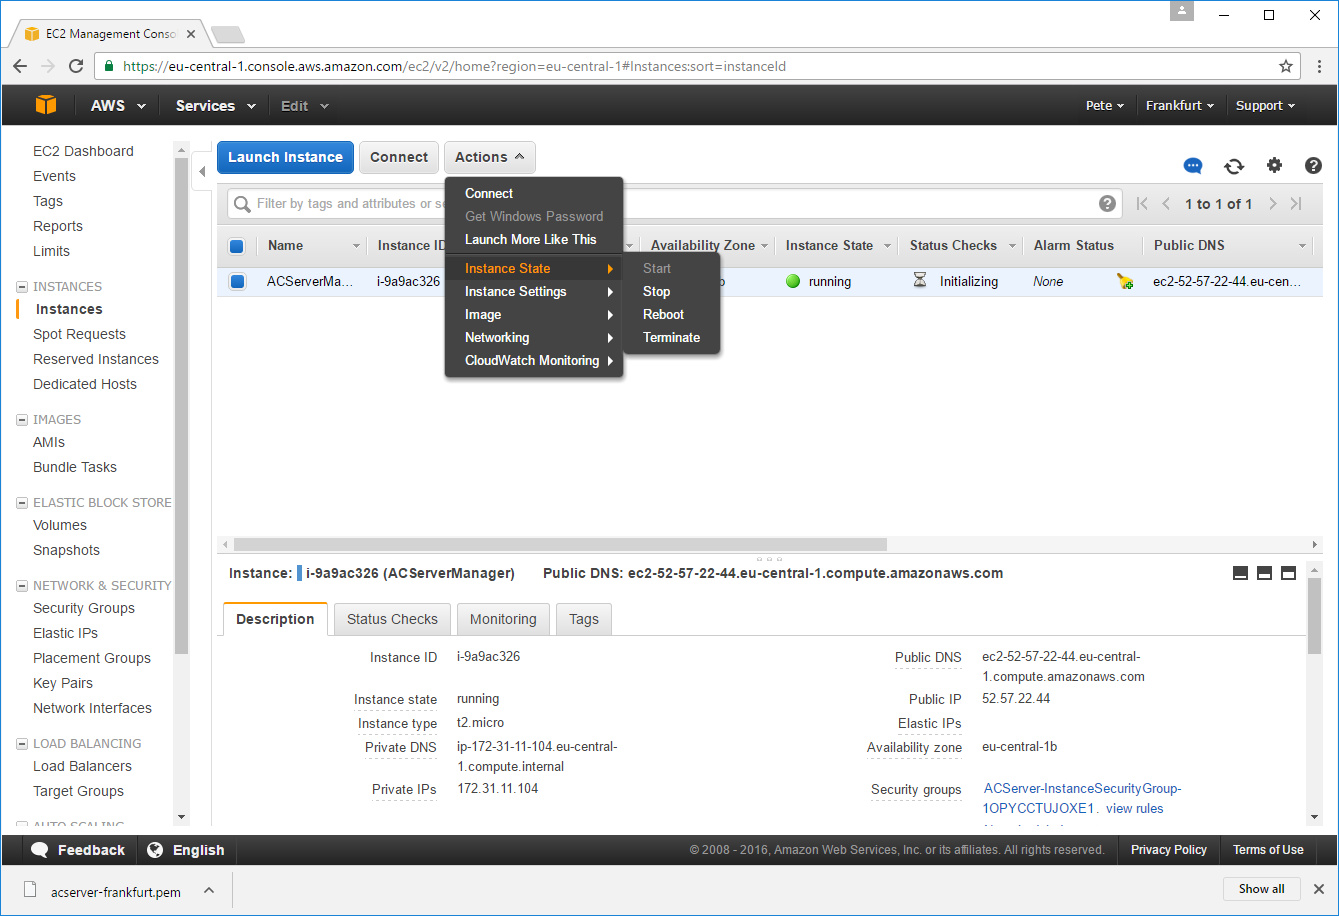 EC2 Management Conso
https://eu-central-1.console.aws.amazon.com/ec2/v2/home?region=eu-central-1#Instances:sort=instanceId
AWS Services Edit Pete Frankfurt Support
EC2 Dashboard
Events
Tags
Reports
Limits
INSTANCES
Instances
Spot Requests
Reserved Instances
Dedicated Hosts
IMAGES
AMIs
Bundle Tasks
ELASTIC BLOCK STORE
Volumes
Snapshots
NETWORK & SECURITY
Security Groups
Elastic IPs
Placement Groups
Key Pairs
Network Interfaces
LOAD BALANCING
Load Balancers
Target Groups
AUTO SCALING
Launch Instance Connect Actions
Filter by tags and attributes or se
1 to 1 of 1
Connect
Get Windows Password
Launch More Like This
Instance State
Instance Settings
Image
Networking
CloudWatch Monitoring
Start
Stop
Reboot
Terminate
Name Instance ID Availability Zone Instance State Status Checks Alarm Status Public DNS
ACServerMa... i-9a9ac326 running Initializing None ec2-52-57-22-44.eu-cen...
Instance: i-9a9ac326 (ACServerManager) Public DNS: ec2-52-57-22-44.eu-central-1.compute.amazonaws.com
Description Status Checks Monitoring Tags
Instance ID i-9a9ac326
Instance state running
Instance type t2.micro
Private DNS ip-172-31-11-104.eu-central-
1.compute.internal
Private IPs 172.31.11.104
Public DNS ec2-52-57-22-44.eu-central-
1.compute.amazonaws.com
Public IP 52.57.22.44
Elastic IPs
Availability zone eu-central-1b
Security groups ACServer-InstanceSecurityGroup-
1OPYCCTUJOXE1. view rules
Feedback English © 2008 - 2016, Amazon Web Services, Inc. or its affiliates. All rights reserved. Privacy Policy Terms of Use
acserver-frankfurt.pem Show all